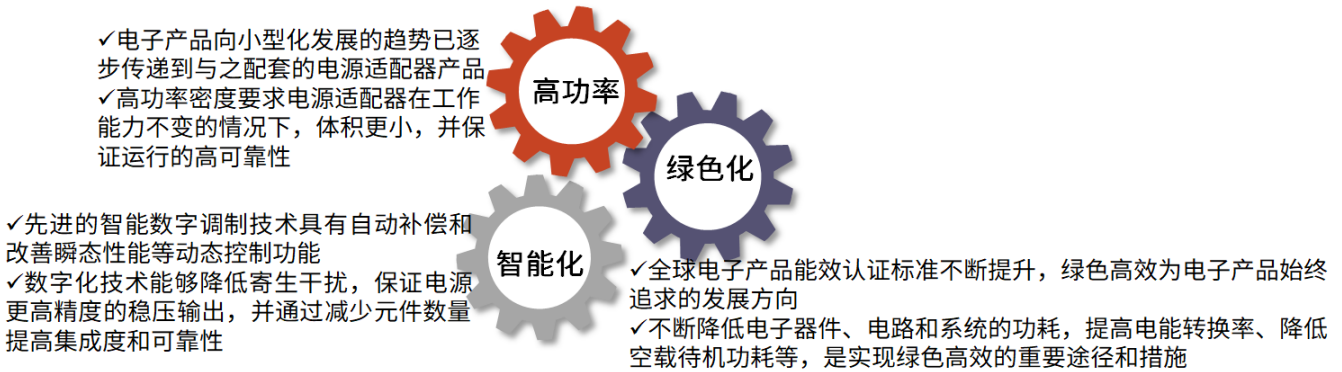 ✓电子产品向小型化发展的趋势已逐
步传递到与之配套的电源适配器产品
✓高功率密度要求电源适配器在工作
能力不变的情况下，体积更小，并保
证运行的高可靠性
高功率
绿色化
✓先进的智能数字调制技术具有自动补偿和
改善瞬态性能等动态控制功能
✓数字化技术能够降低寄生干扰，保证电源
更高精度的稳压输出，并通过减少元件数量
提高集成度和可靠性
智能化
✓全球电子产品能效认证标准不断提升，绿色高效为电子产品始终
追求的发展方向
✓不断降低电子器件、电路和系统的功耗，提高电能转换率、降低
空载待机功耗等，是实现绿色高效的重要途径和措施